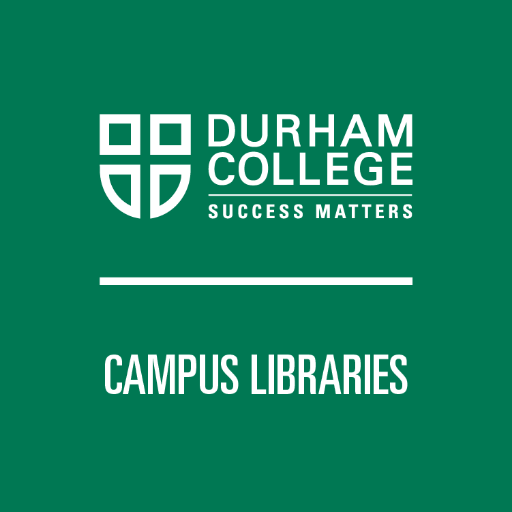 DURHAM
COLLEGE
SUCCESS MATTERS
CAMPUS LIBRARIES